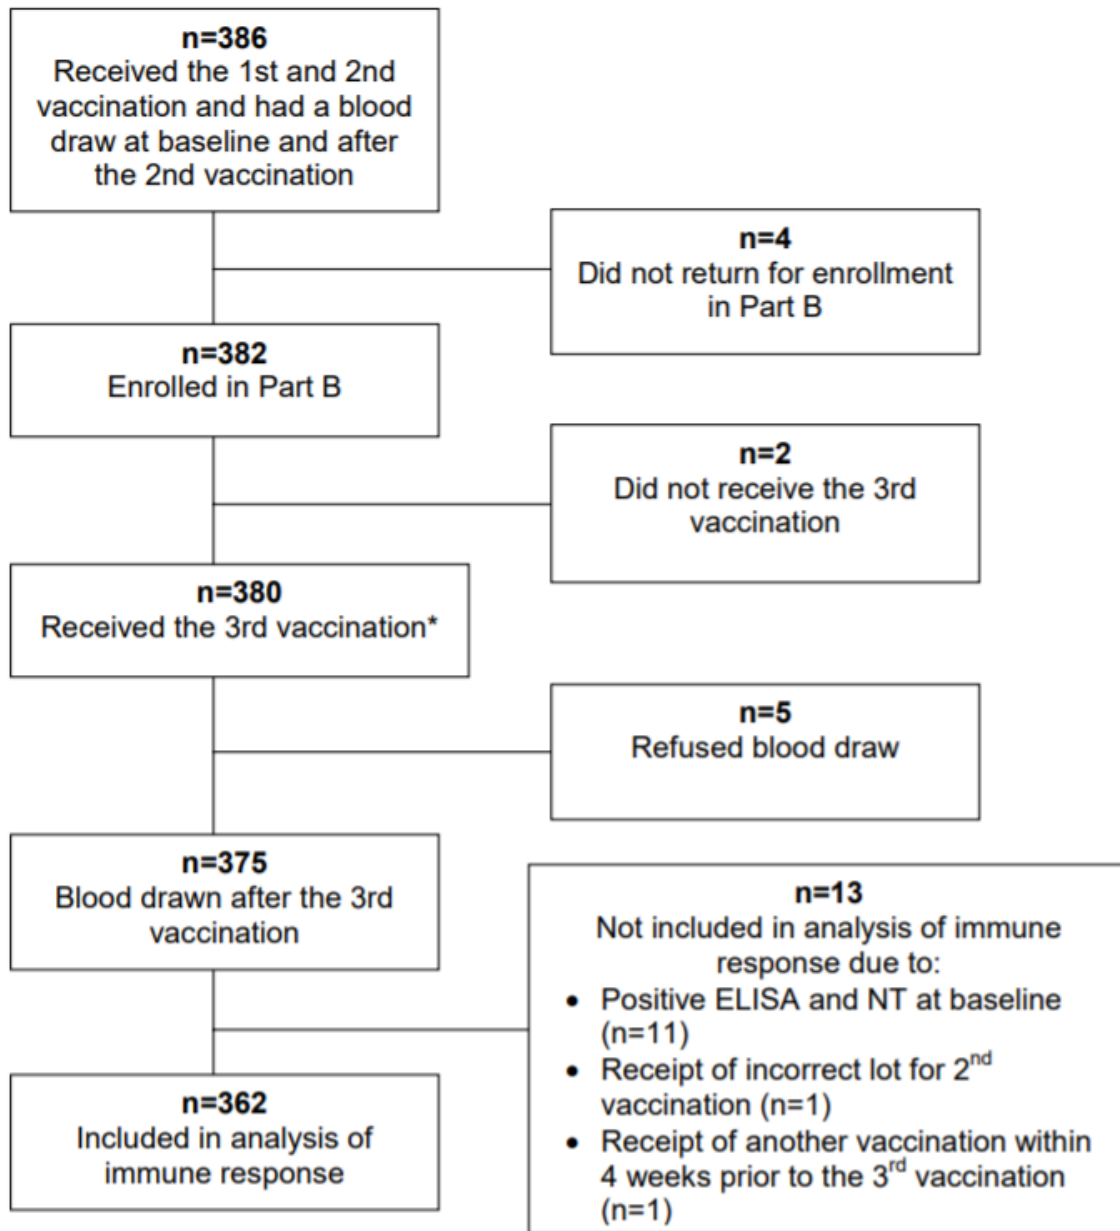 n=386
Received the 1st and 2nd
vaccination and had a blood
draw at baseline and after
the 2nd vaccination
n=4
Did not return for enrollment
in Part B
n=382
Enrolled in Part B
n=2
Did not receive the 3rd
vaccination
n=380
Received the 3rd vaccination*
n=5
Refused blood draw
n=375
Blood drawn after the 3rd
vaccination
n=13
Not included in analysis of immune
response due to:
• Positive ELISA and NT at baseline
(n=11)
• Receipt of incorrect lot for 2nd
vaccination (n=1)
• Receipt of another vaccination within
4 weeks prior to the 3rd vaccination
(n=1)
n=362
Included in analysis of
immune response